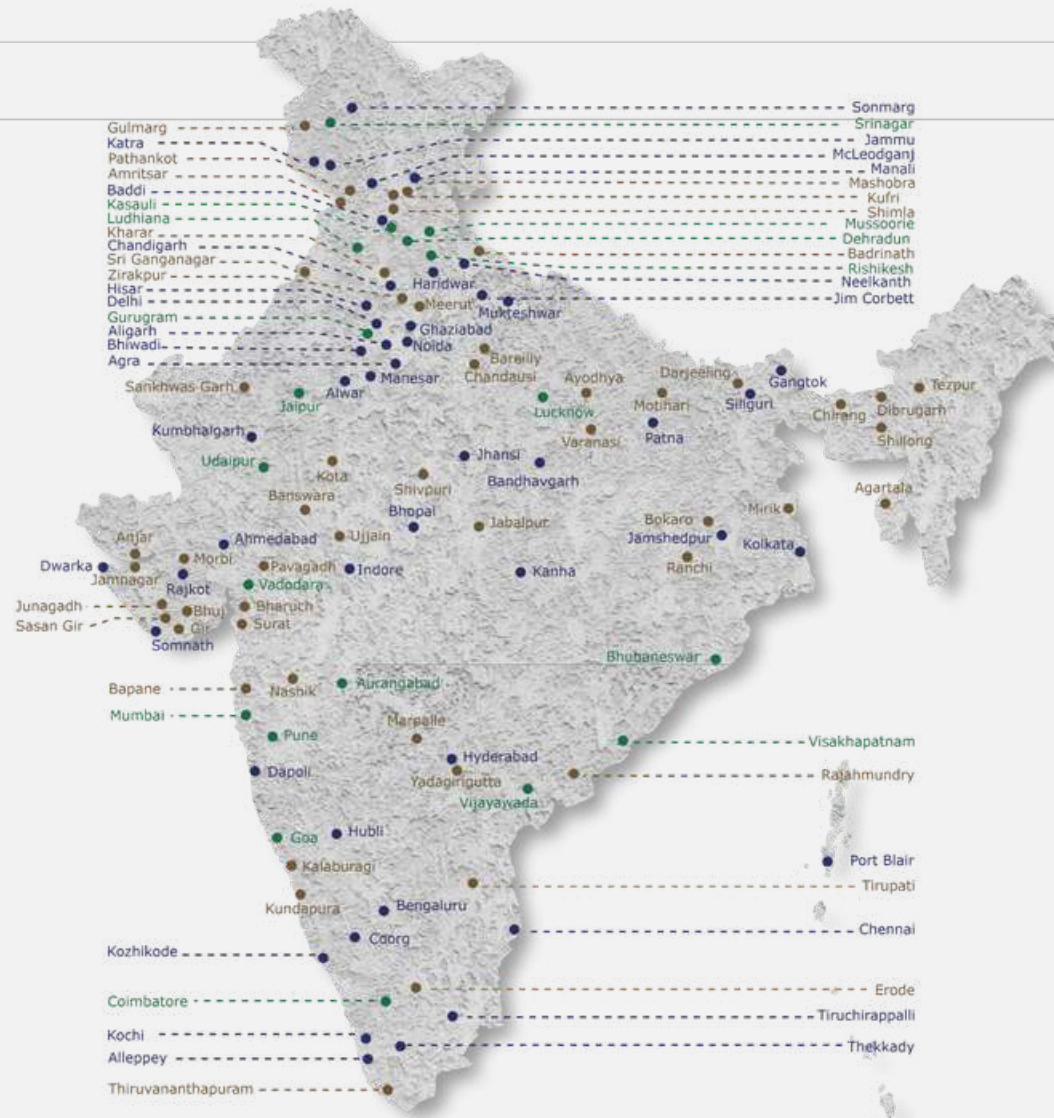 Sonmarg
Srinagar
Gulmarg
Jammu
Katra
McLeodganj
Pathankot
Manali
Amritsar
Mashobra
Baddi
Kufri
Kasauli
Shimla
Ludhiana
Mussoorie
Kharar
Dehradun
Chandigarh
Badrinath
Sri Ganganagar
Rishikesh
Zirakpur
Haridwar
Neelkanth
Hisar
Meerut
Mukteshwar
Jim Corbett
Delhi
Gurugram
Ghaziabad
Aligarh
Noida
Bhiwadi
Bareilly
Agra
Chandausi
Manesar
Ayodhya
Darjeeling
Gangtok
Sankhwas Garh
Alwar
Tezpur
Jaipur
Lucknow
Motihari
Siliguri
Chirang
Dibrugarh
Kumbhalgarh
Varanasi
Patna
Shillong
Udaipur
Kota
Jhansi
Shivpuri
Bandhavgarh
Banswara
Agartala
Bhopal
Mirik
Anjar
Ahmedabad
Ujjain
Jabalpur
Bokaro
Jamshedpur
Kolkata
Dwarka
Morbi
Pavagadh
Indore
Kanha
Ranchi
Jamnagar
Rajkot
Vadodara
Junagadh
Bhuj
Bharuch
Sasan Gir
Gir
Surat
Somnath
Bhubaneswar
Bapane
Nashik
Aurangabad
Mumbai
Pune
Marpalle
Visakhapatnam
Hyderabad
Dapoli
Yadagirigutta
Rajahmundry
Vijayawada
Goa
Hubli
Kalaburagi
Port Blair
Tirupati
Kundapura
Bengaluru
Chennai
Coorg
Kozhikode
Erode
Coimbatore
Tiruchirappalli
Kochi
Thekkady
Alleppey
Thiruvananthapuram